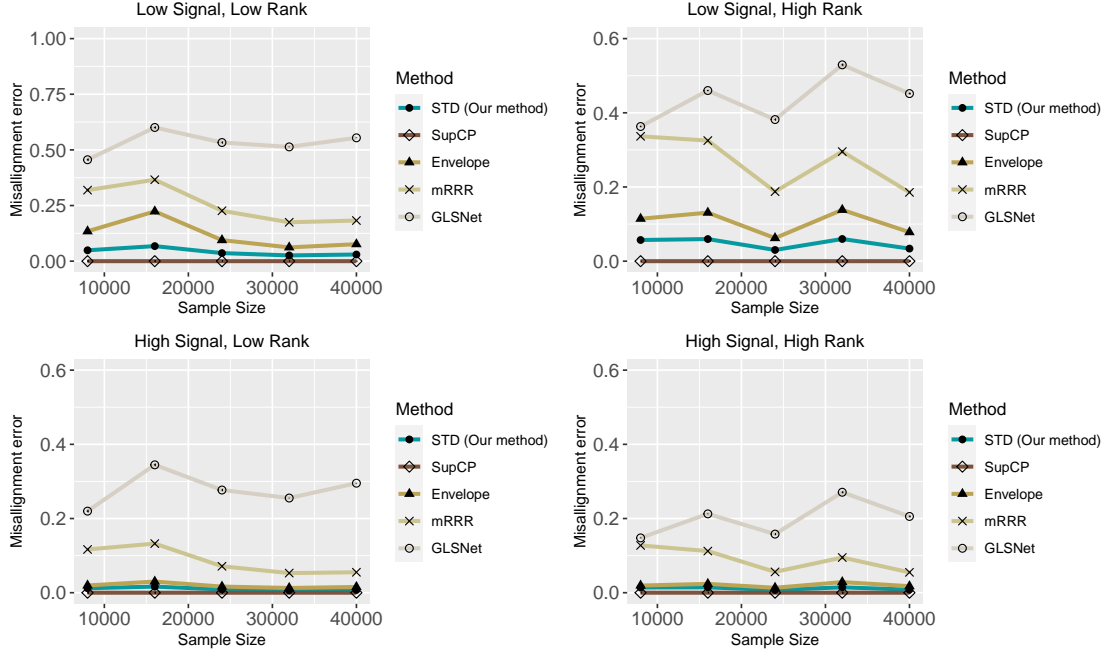 Low Signal, Low Rank
Misallignment error
1.00
0.75
0.50
0.25
0.00
10000 20000 30000 40000
Sample Size
Method
STD (Our method)
SupCP
Envelope
mRRR
GLSNet
Low Signal, High Rank
Misallignment error
0.6
0.4
0.2
0.0
10000 20000 30000 40000
Sample Size
Method
STD (Our method)
SupCP
Envelope
mRRR
GLSNet
High Signal, Low Rank
Misallignment error
0.6
0.4
0.2
0.0
10000 20000 30000 40000
Sample Size
Method
STD (Our method)
SupCP
Envelope
mRRR
GLSNet
High Signal, High Rank
Misallignment error
0.6
0.4
0.2
0.0
10000 20000 30000 40000
Sample Size
Method
STD (Our method)
SupCP
Envelope
mRRR
GLSNet